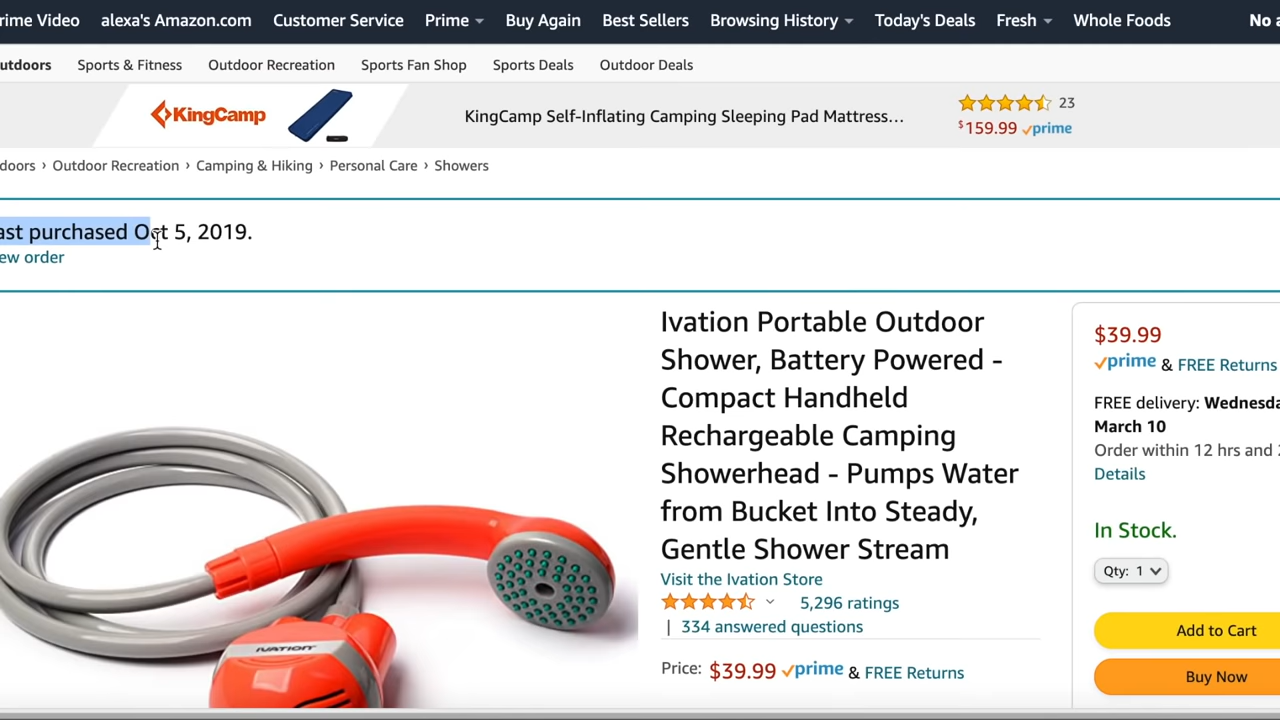 rime Video alexa's Amazon.com Customer Service Prime Buy Again Best Sellers Browsing History Today's Deals Fresh Whole Foods No a
utdoors Sports & Fitness Outdoor Recreation Sports Fan Shop Sports Deals Outdoor Deals
KingCamp KingCamp Self-Inflating Camping Sleeping Pad Mattress... 23
$159.99 prime
doors › Outdoor Recreation › Camping & Hiking › Personal Care › Showers
ast purchased Oct 5, 2019.
ew order
Ivation Portable Outdoor
Shower, Battery Powered -
Compact Handheld
Rechargeable Camping
Showerhead - Pumps Water
from Bucket Into Steady,
Gentle Shower Stream
Visit the Ivation Store
5,296 ratings
| 334 answered questions
Price: $39.99 prime & FREE Returns
IVATION
$39.99
prime & FREE Returns
FREE delivery: Wednesda
March 10
Order within 12 hrs and 2
Details
In Stock.
Qty: 1
Add to Cart
Buy Now